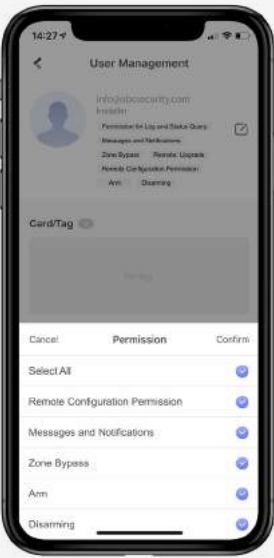 14:27
User Management
info@abcsecurity.com
Installer
Permission for Log and Status Query
Messages and Notifications
Zone Bypass Remote Upgrade
Remote Configuration Permission
Arm Disarming
Card/Tag
Cancel Permission Confirm
Select All
Remote Configuration Permission
Messages and Notifications
Zone Bypass
Arm
Disarming